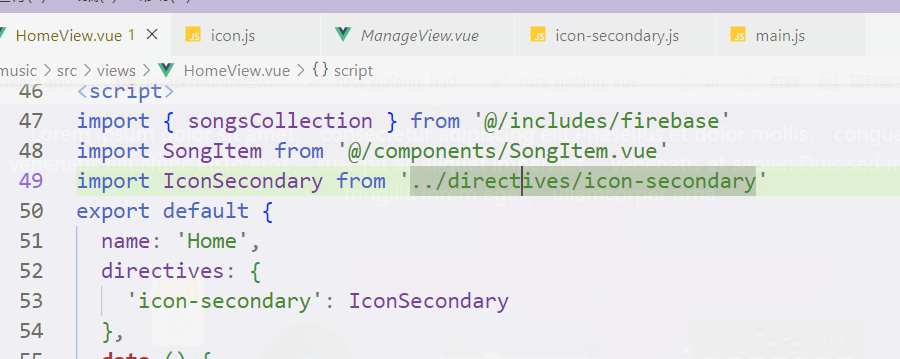 HomeView.vue 1 × icon.js ManageView.vue icon-secondary.js main.js
music > src > views > HomeView.vue > {} script
46 <script>
47 import { songsCollection } from '@/includes/firebase'
48 import SongItem from '@/components/SongItem.vue'
49 import IconSecondary from '../directives/icon-secondary'
50 export default {
51 name: 'Home',
52 directives: {
53 'icon-secondary': IconSecondary
54 },
55 data () {